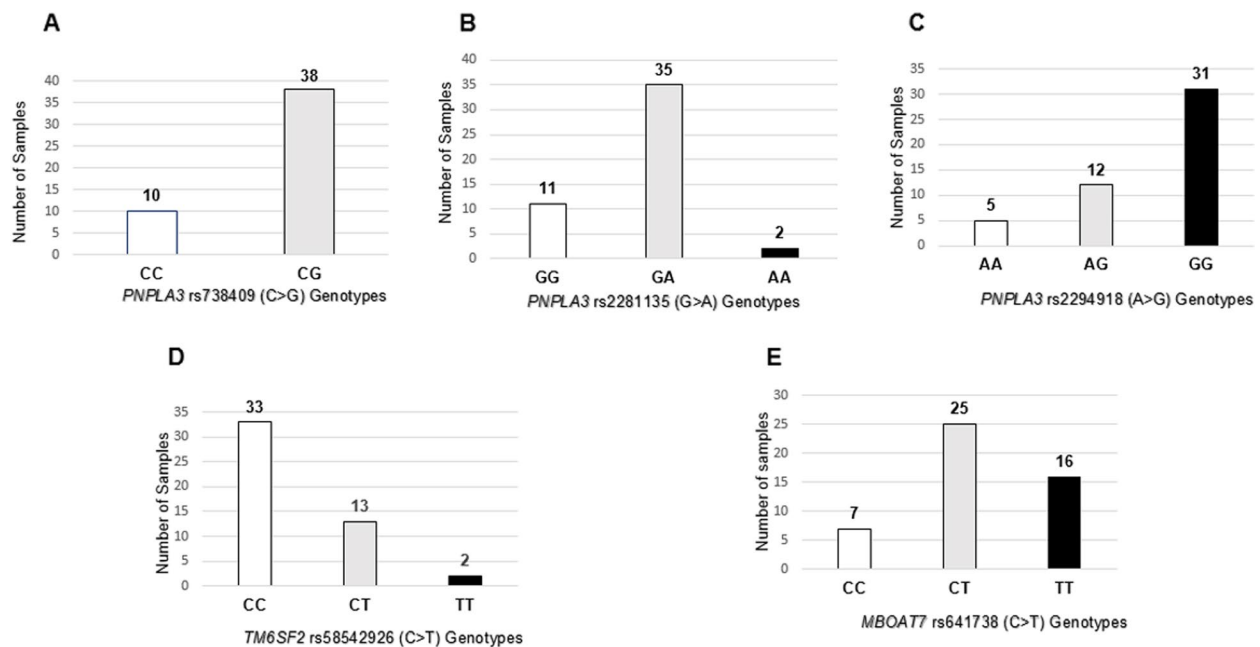 A
Number of Samples
40
35
30
25
20
15
10
5
0
10
38
CC
CG
PNPLA3 rs738409 (C>G) Genotypes
B
Number of Samples
40
35
30
25
20
15
10
5
0
11
35
2
GG
GA
AA
PNPLA3 rs2281135 (G>A) Genotypes
C
Number of Samples
35
30
25
20
15
10
5
0
5
12
31
AA
AG
GG
PNPLA3 rs2294918 (A>G) Genotypes
D
Number of Samples
35
30
25
20
15
10
5
0
33
13
2
CC
CT
TT
TM6SF2 rs58542926 (C>T) Genotypes
E
Number of samples
30
25
20
15
10
5
0
7
25
16
CC
CT
TT
MBOAT7 rs641738 (C>T) Genotypes